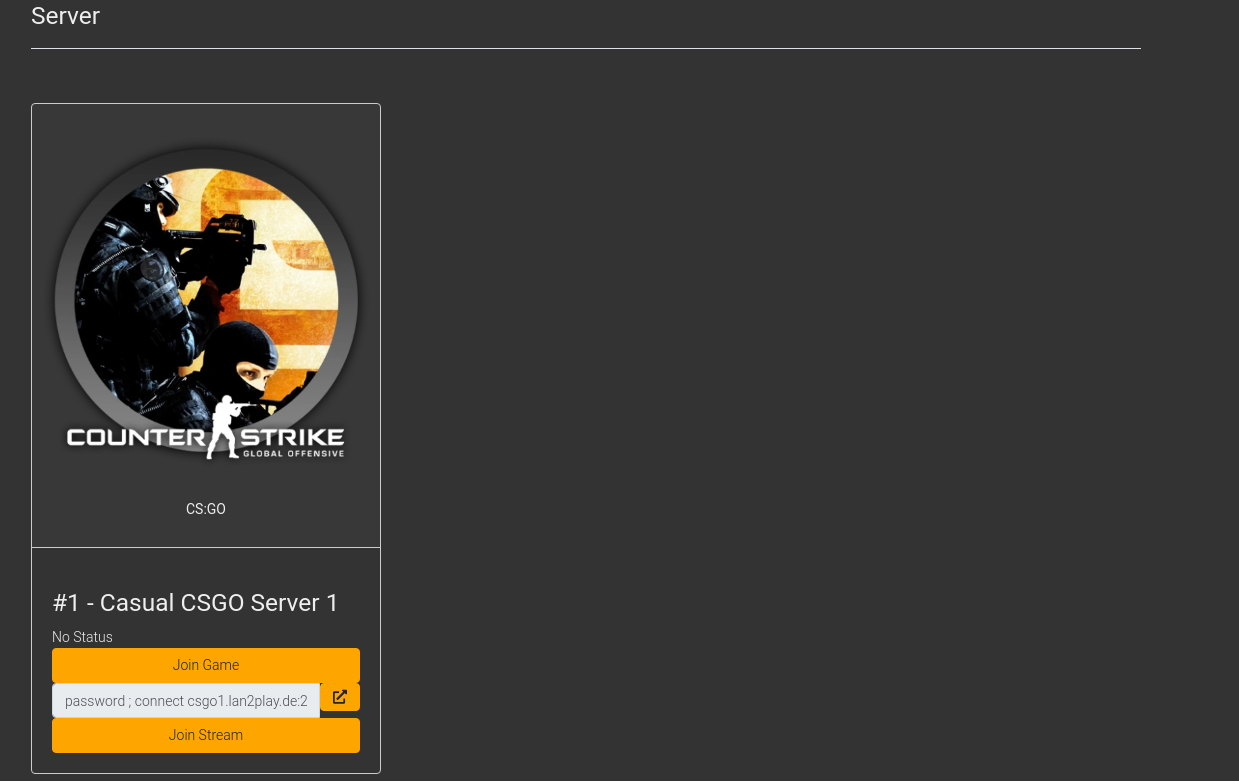 Server
COUNTER STRIKE
GLOBAL OFFENSIVE
CS:GO
#1 - Casual CSGO Server 1
No Status
Join Game
password ; connect csgo1.lan2play.de:2
Join Stream